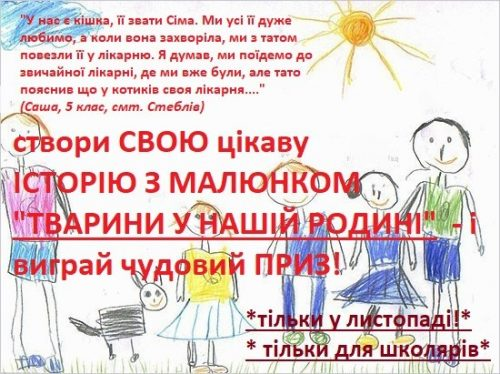 "У нас є кішка, її звати Сіма. Ми усі її дуже
любимо, а коли вона захворіла, ми з татом
повезли її у лікарню. Я думав, ми поїдемо до
звичайної лікарні, де ми вже були, але тато
пояснив що у котиків своя лікарня...."
(Саша, 5 клас, смт. Стеблів)
створи СВОЮ цікаву
ІСТОРІЮ З МАЛЮНКОМ
"ТВАРИНИ У НАШІЙ РОДИНІ" - і
виграй чудовий ПРИЗ!
*тільки у листопаді!*
* тільки для школярів*